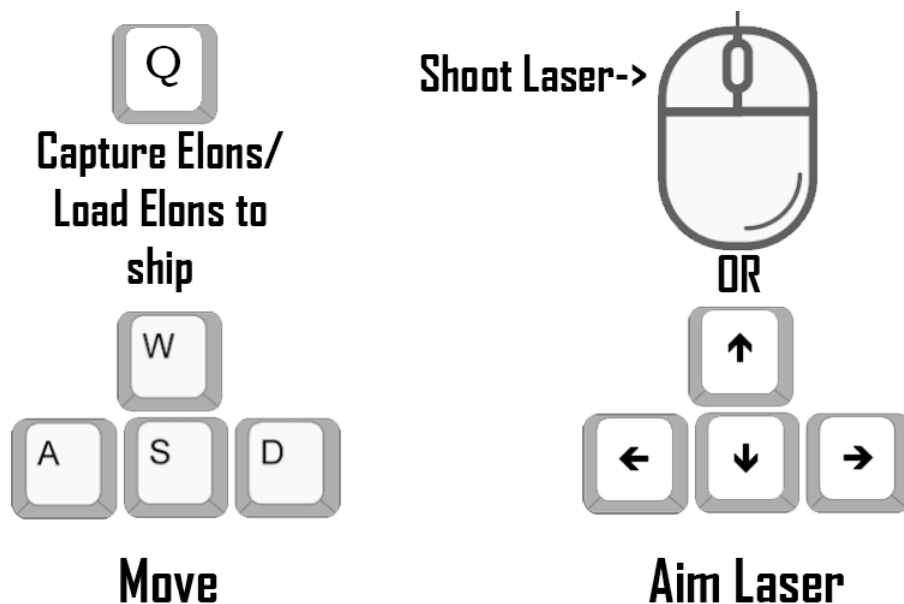 Q
Capture Elons/
Load Elons to
ship
W
A S D
Move
Shoot Laser->
OR
↑
← ↓ →
Aim Laser